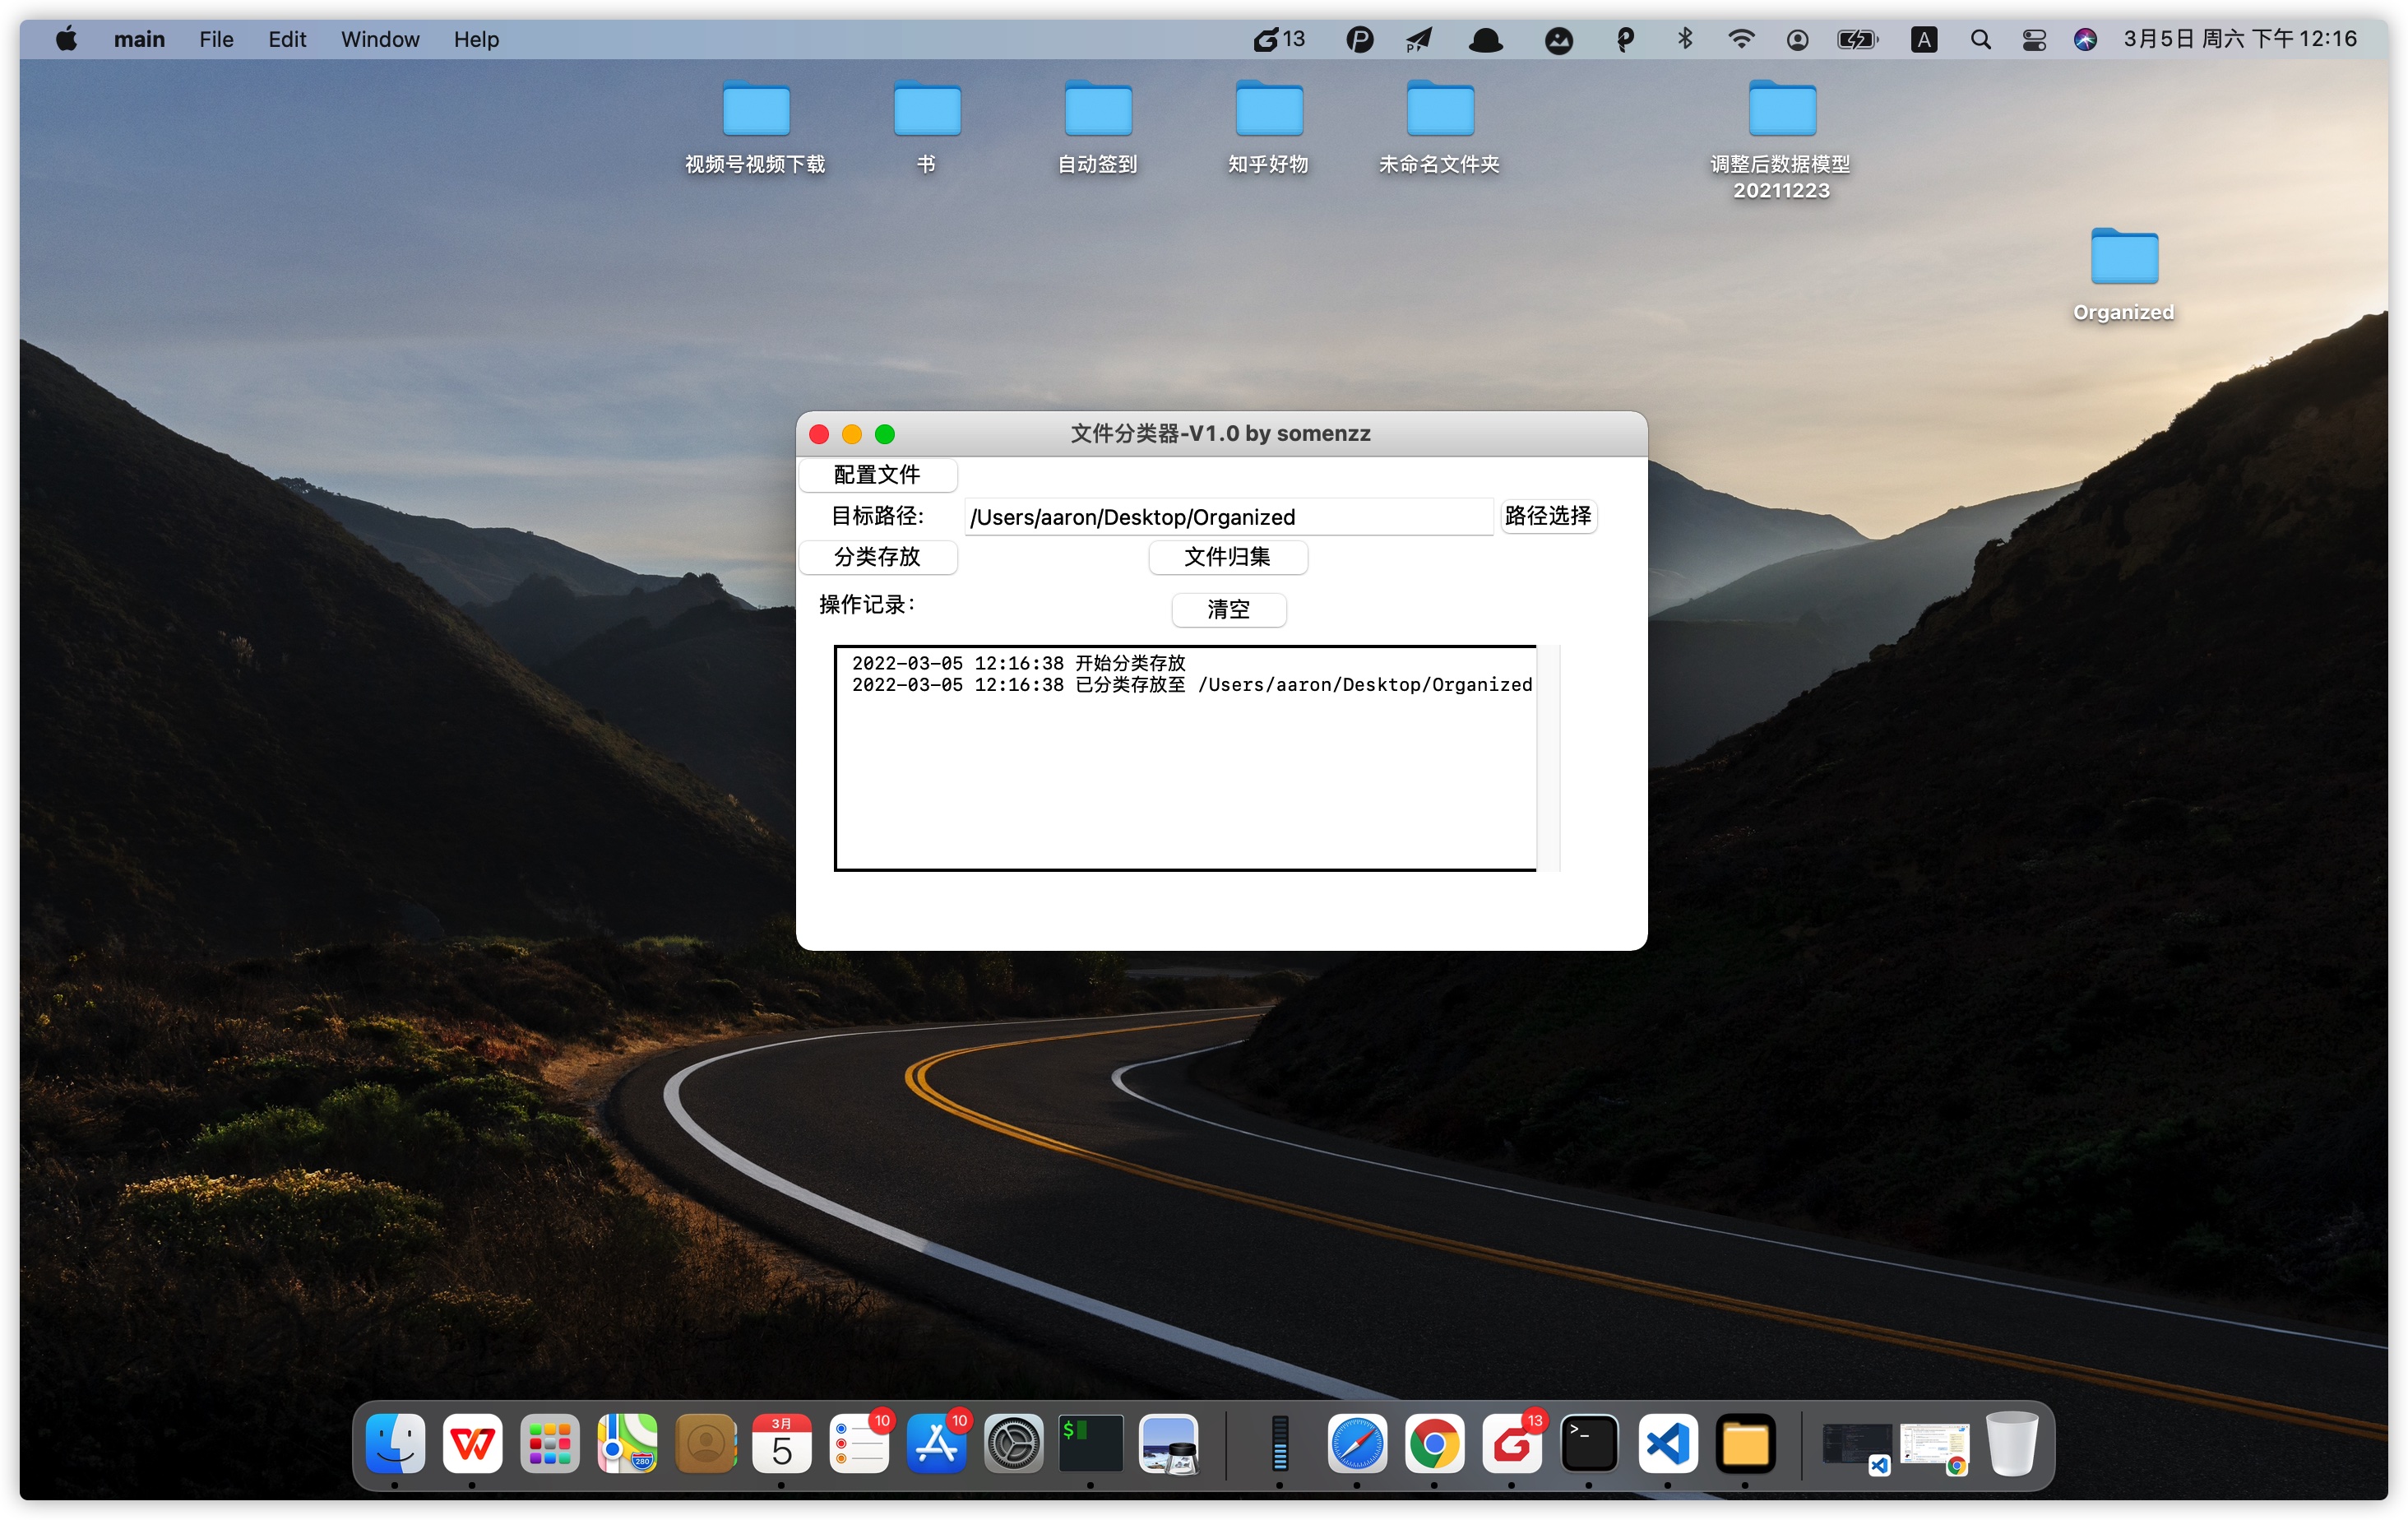 main File Edit Window Help 13 A 3月5日 周六 下午 12:16
视频号视频下载
书
自动签到
知乎好物
未命名文件夹
调整后数据模型
20211223
Organized
文件分类器-V1.0 by somenzz
配置文件
目标路径: /Users/aaron/Desktop/Organized 路径选择
分类存放 文件归集
操作记录: 清空
2022-03-05 12:16:38 开始分类存放
2022-03-05 12:16:38 已分类存放至 /Users/aaron/Desktop/Organized
280
3月
5
10
10
$
13
>_